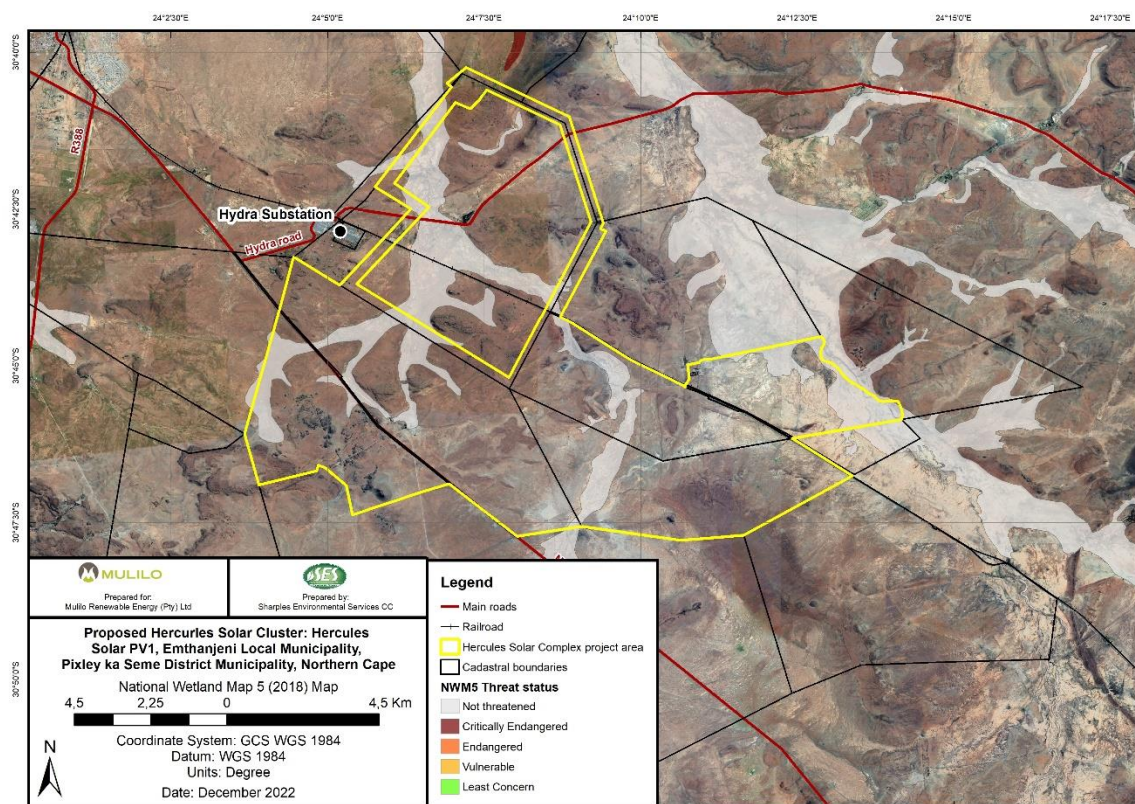 24°2'30"E
24°5'0"E
24°7'30"E
24°10'0"E
24°12'30"E
24°15'0"E
24°17'30"E
30°40'0"S
30°42'30"S
30°45'0"S
30°47'30"S
30°50'0"S
R388
Hydra Substation
Hydra road
MULILO
Prepared for:
Mulilo Renewable Energy (Pty) Ltd
SES
Prepared by:
Sharples Environmental Services CC
Proposed Hercurles Solar Cluster: Hercules
Solar PV1, Emthanjeni Local Municipality,
Pixley ka Seme District Municipality, Northern Cape
National Wetland Map 5 (2018) Map
4,5 2,25 0 4,5 Km
Coordinate System: GCS WGS 1984
Datum: WGS 1984
Units: Degree
Date: December 2022
N
Legend
Main roads
Railroad
Hercules Solar Complex project area
Cadastral boundaries
NWM5 Threat status
Not threatened
Critically Endangered
Endangered
Vulnerable
Least Concern